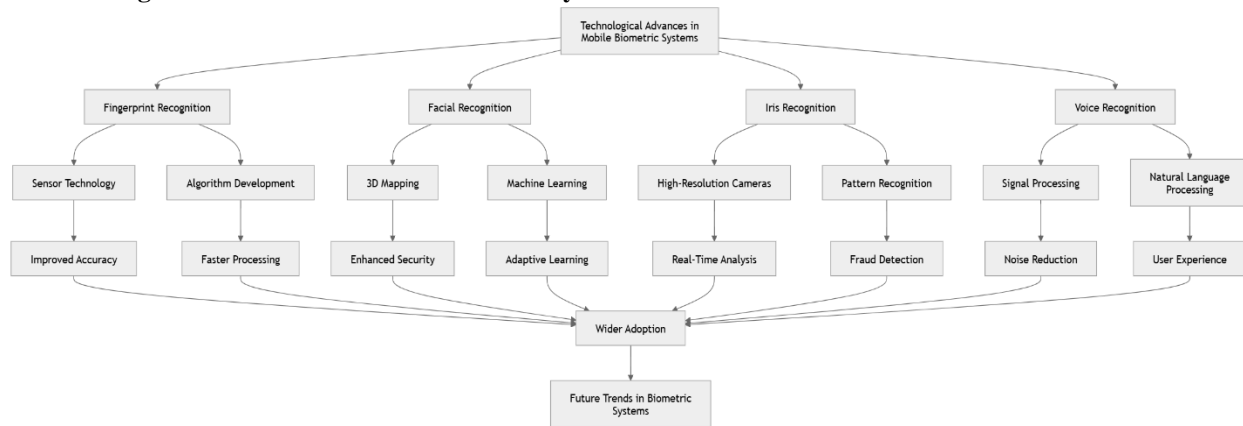 Technological Advances in
Mobile Biometric Systems
Fingerprint Recognition
Facial Recognition
Iris Recognition
Voice Recognition
Sensor Technology
Algorithm Development
3D Mapping
Machine Learning
High-Resolution Cameras
Pattern Recognition
Signal Processing
Natural Language
Processing
Improved Accuracy
Faster Processing
Enhanced Security
Adaptive Learning
Real-Time Analysis
Fraud Detection
Noise Reduction
User Experience
Wider Adoption
Future Trends in Biometric
Systems